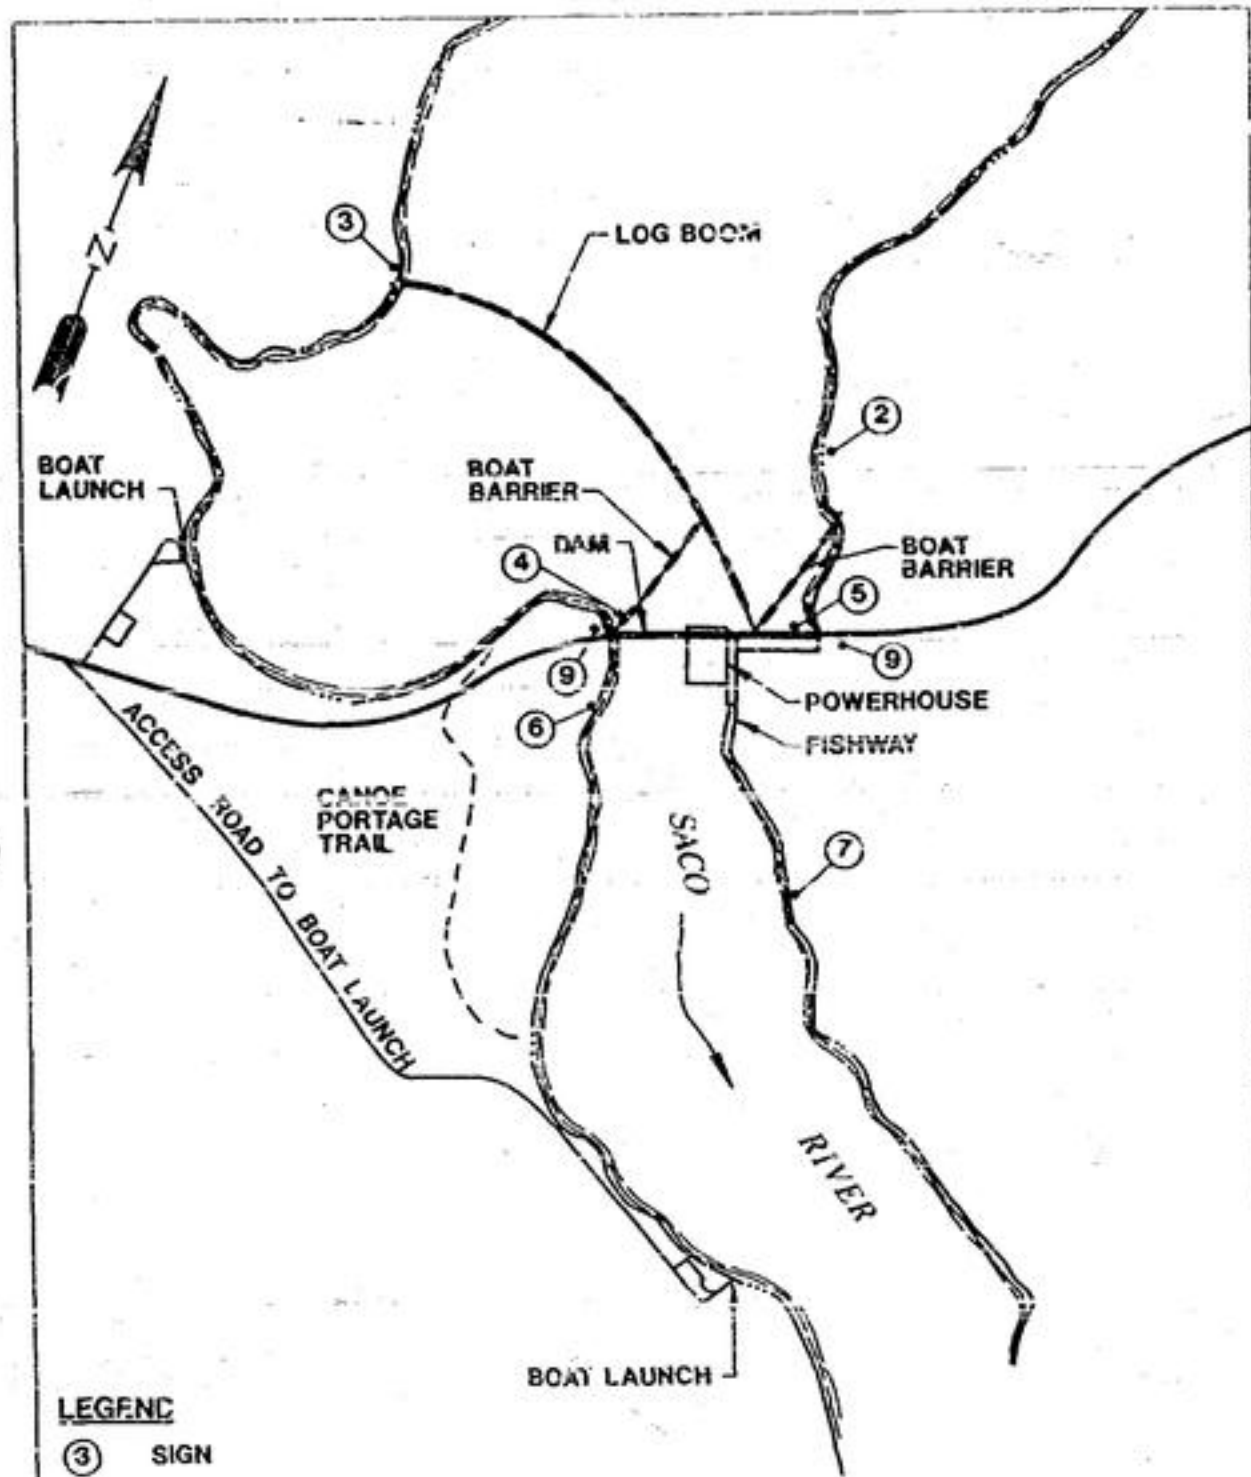 N
3
LOG BOOM
2
BOAT
LAUNCH
BOAT
BARRIER
DAM
4
BOAT
BARRIER
5
9
9
6
POWERHOUSE
FISHWAY
ACCESS ROAD TO BOAT LAUNCH
CANOE
PORTAGE
TRAIL
SACO
7
RIVER
BOAT LAUNCH
LEGEND
3 SIGN